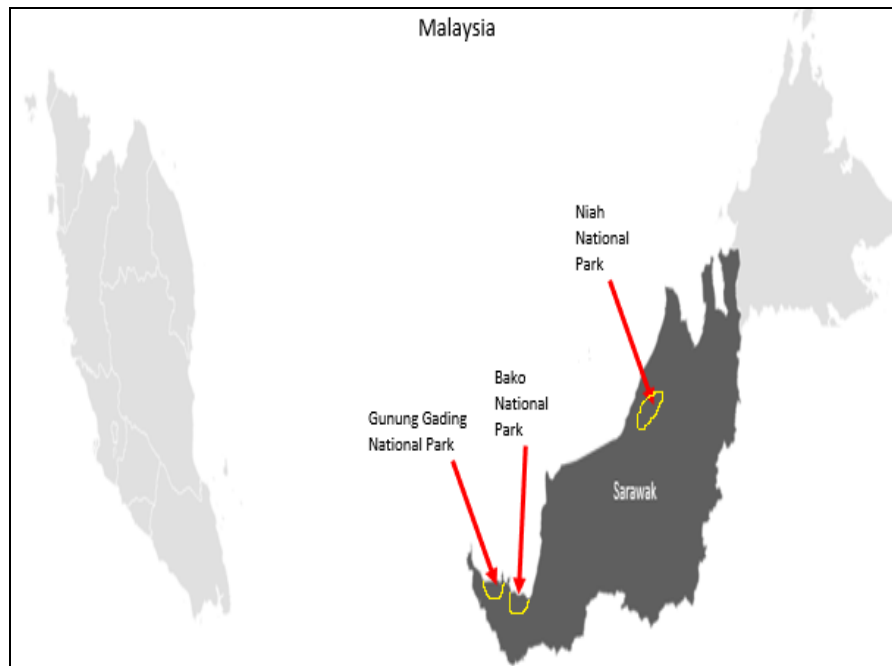 Malaysia
Niah
National
Park
Bako
National
Park
Gunung Gading
National Park
Sarawak